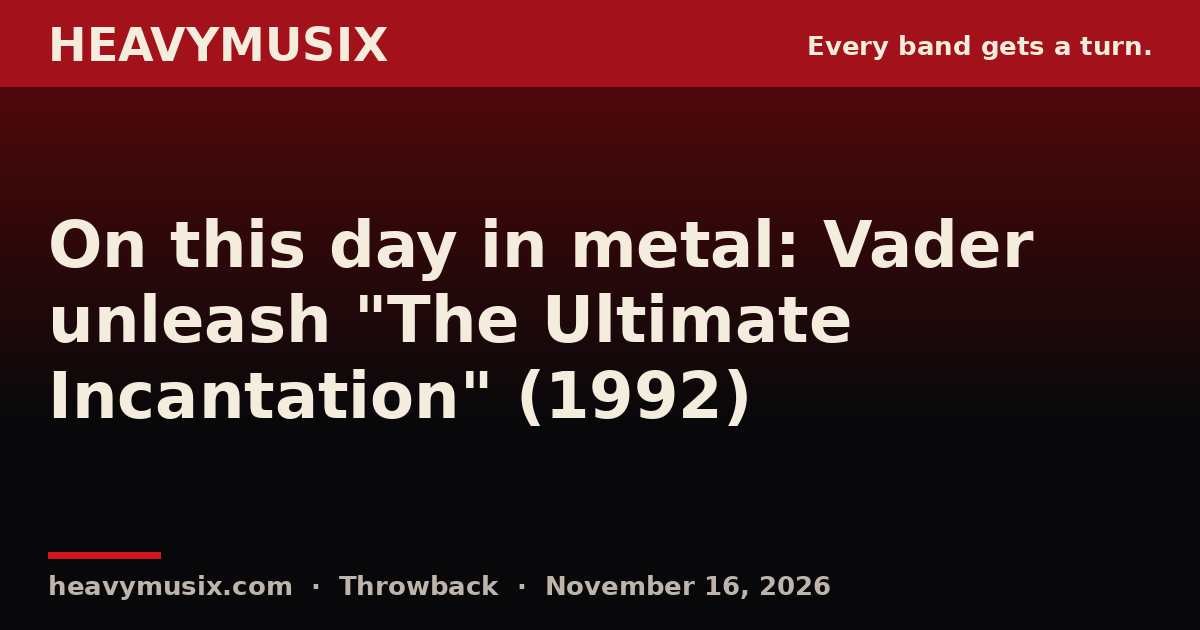 HEAVYMUSIX
Every band gets a turn.
On this day in metal: Vader
unleash "The Ultimate
Incantation" (1992)
heavymusix.com · Throwback · November 16, 2026